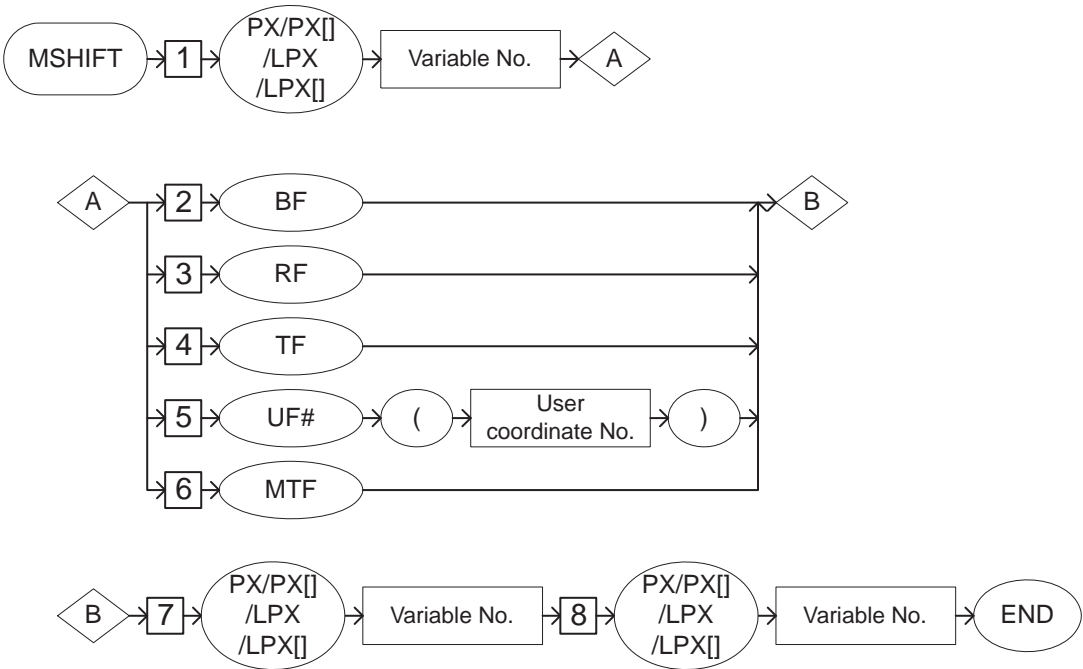 MSHIFT 1 PX/PX[] /LPX /LPX[] Variable No. A
A 2 BF B
3 RF
4 TF
5 UF# ( User coordinate No. )
6 MTF
B 7 PX/PX[] /LPX /LPX[] Variable No. 8 PX/PX[] /LPX /LPX[] Variable No. END